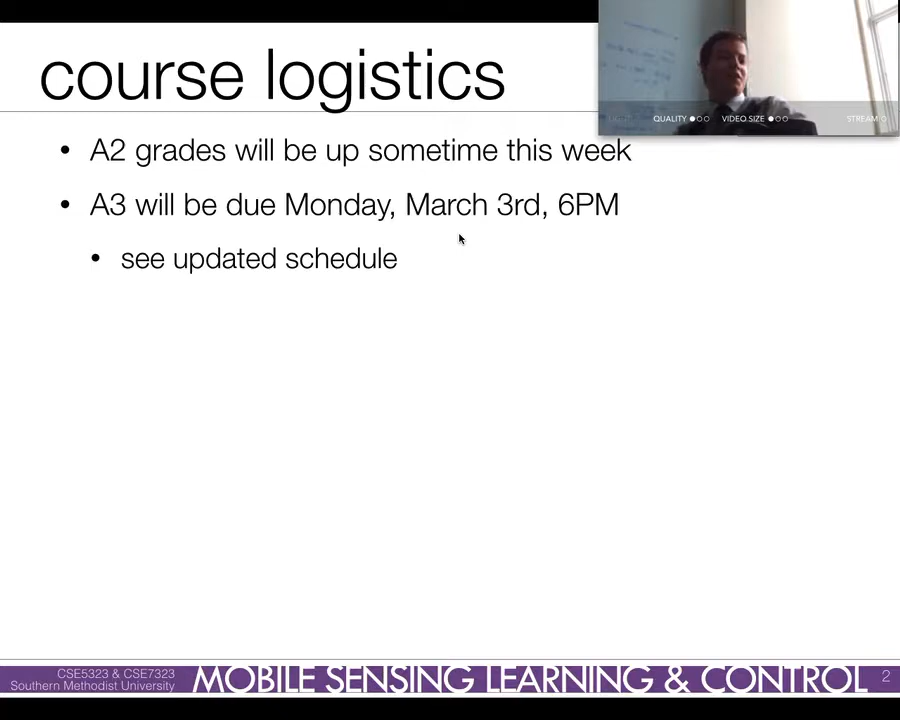 course logistics
QUALITY
VIDEO SIZE
STREAM
• A2 grades will be up sometime this week
• A3 will be due Monday, March 3rd, 6PM
• see updated schedule
CSE5323 & CSE7323
Southern Methodist University
MOBILE SENSING LEARNING & CONTROL
2